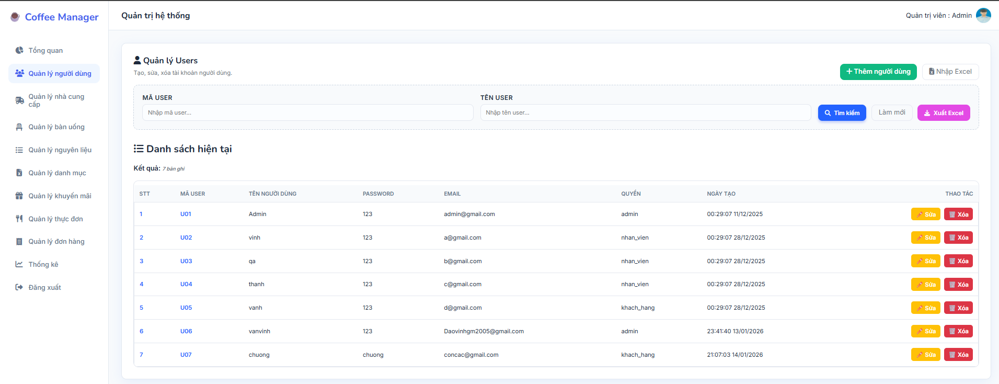 Coffee Manager
Quản trị hệ thống
Quản trị viên : Admin
Tổng quan
Quản lý người dùng
Quản lý nhà cung
cấp
Quản lý bàn uống
Quản lý nguyên liệu
Quản lý danh mục
Quản lý khuyến mãi
Quản lý thực đơn
Quản lý đơn hàng
Thống kê
Đăng xuất
Quản lý Users
Tạo, sửa, xóa tài khoản người dùng.
Thêm người dùng
Nhập Excel
MÃ USER
TÊN USER
Nhập mã user...
Nhập tên user...
Tìm kiếm
Làm mới
Xuất Excel
Danh sách hiện tại
Kết quả: 7 bản ghi
STT MÃ USER TÊN NGƯỜI DÙNG PASSWORD EMAIL QUYỀN NGÀY TẠO THAO TÁC
1 U01 Admin 123 admin@gmail.com admin 00:29:07 11/12/2025 Sửa Xóa
2 U02 vinh 123 a@gmail.com nhan_vien 00:29:07 28/12/2025 Sửa Xóa
3 U03 qa 123 b@gmail.com nhan_vien 00:29:07 28/12/2025 Sửa Xóa
4 U04 thanh 123 c@gmail.com nhan_vien 00:29:07 28/12/2025 Sửa Xóa
5 U05 vanh 123 d@gmail.com khach_hang 00:29:07 28/12/2025 Sửa Xóa
6 U06 vanvinh 123 Daovinhgm2005@gmail.com admin 23:41:40 13/01/2026 Sửa Xóa
7 U07 chuong chuong concac@gmail.com khach_hang 21:07:03 14/01/2026 Sửa Xóa